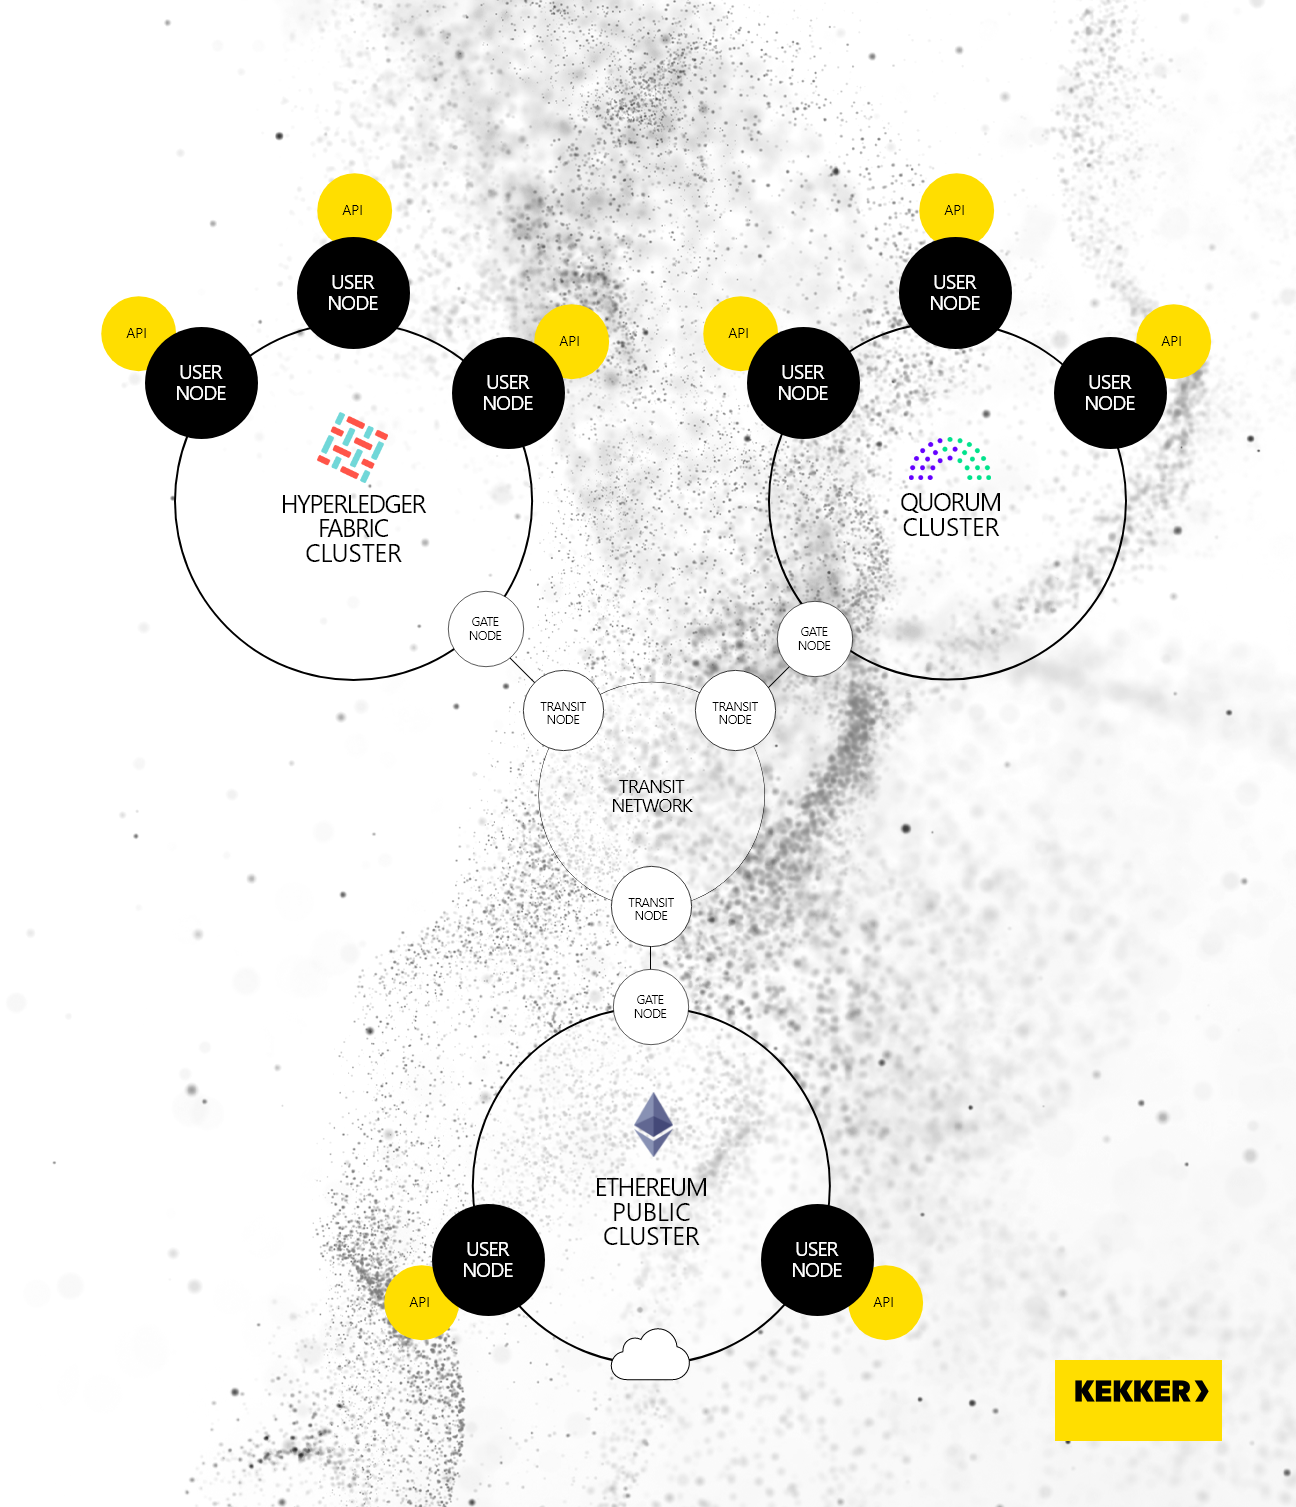 API
USER
NODE
API
USER
NODE
API
USER
NODE
HYPERLEDGER
FABRIC
CLUSTER
GATE
NODE
API
USER
NODE
API
USER
NODE
API
USER
NODE
QUORUM
CLUSTER
GATE
NODE
TRANSIT
NODE
TRANSIT
NODE
TRANSIT
NETWORK
TRANSIT
NODE
GATE
NODE
ETHEREUM
PUBLIC
CLUSTER
USER
NODE
API
USER
NODE
API
KEKKER